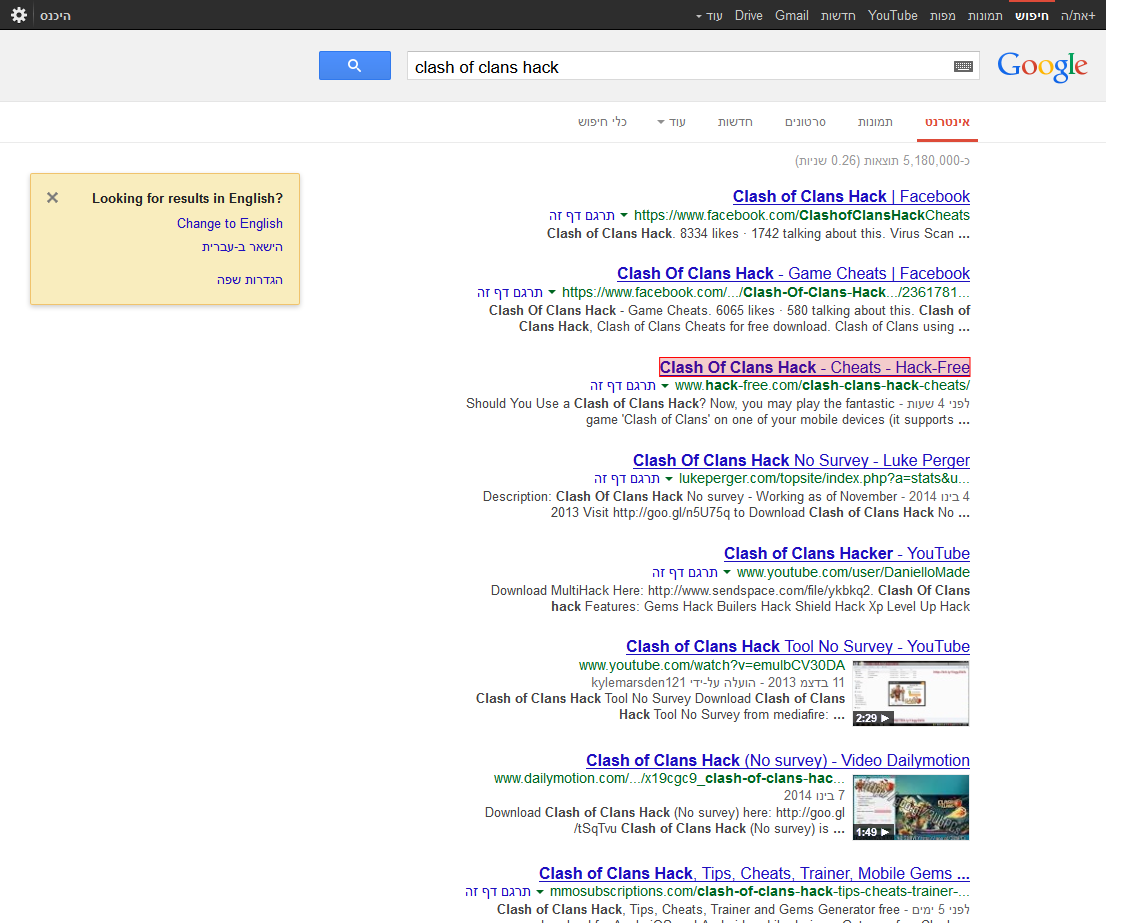 +את/ה חיפוש תמונות מפות YouTube חדשות Gmail Drive עוד היכנס
Google clash of clans hack
אינטרנט תמונות סרטונים חדשות עוד כלי חיפוש
כ-5,180,000 תוצאות (0.26 שניות)
Looking for results in English?
Change to English
הישאר ב-עברית
הגדרות שפה
Clash of Clans Hack | Facebook
https://www.facebook.com/ClashofClansHackCheats תרגם דף זה
Clash of Clans Hack. 8334 likes · 1742 talking about this. Virus Scan ...
Clash Of Clans Hack - Game Cheats | Facebook
https://www.facebook.com/.../Clash-Of-Clans-Hack.../2361781... תרגם דף זה
Clash Of Clans Hack - Game Cheats. 6065 likes · 580 talking about this. Clash of
Clans Hack, Clash of Clans Cheats for free download. Clash of Clans using ...
Clash Of Clans Hack - Cheats - Hack-Free
www.hack-free.com/clash-clans-hack-cheats/ תרגם דף זה
לפני 4 שעות - Should You Use a Clash of Clans Hack? Now, you may play the fantastic
game 'Clash of Clans' on one of your mobile devices (it supports ...
Clash Of Clans Hack No Survey - Luke Perger
lukeperger.com/topsite/index.php?a=stats&u... תרגם דף זה
4 בינו 2014 - Description: Clash Of Clans Hack No survey - Working as of November
2013 Visit http://goo.gl/n5U75q to Download Clash of Clans Hack No ...
Clash of Clans Hacker - YouTube
www.youtube.com/user/DanielloMade תרגם דף זה
Download MultiHack Here: http://www.sendspace.com/file/ykbkq2. Clash Of Clans
hack Features: Gems Hack Builers Hack Shield Hack Xp Level Up Hack
Clash of Clans Hack Tool No Survey - YouTube
www.youtube.com/watch?v=emulbCV30DA
11 בדצמ 2013 - הועלה על-ידי kylemarsden121
Clash of Clans Hack Tool No Survey Download Clash of Clans
Hack Tool No Survey from mediafire: ...
2:29
Clash of Clans Hack (No survey) - Video Dailymotion
www.dailymotion.com/.../x19cgc9_clash-of-clans-hac...
7 בינו 2014
Download Clash of Clans Hack (No survey) here: http://goo.gl
/tSqTvu Clash of Clans Hack (No survey) is ...
1:49
Clash of Clans Hack, Tips, Cheats, Trainer, Mobile Gems ...
mmosubscriptions.com/clash-of-clans-hack-tips-cheats-trainer-... תרגם דף זה
לפני 5 ימים - Clash of Clans Hack, Tips, Cheats, Trainer and Gems Generator free